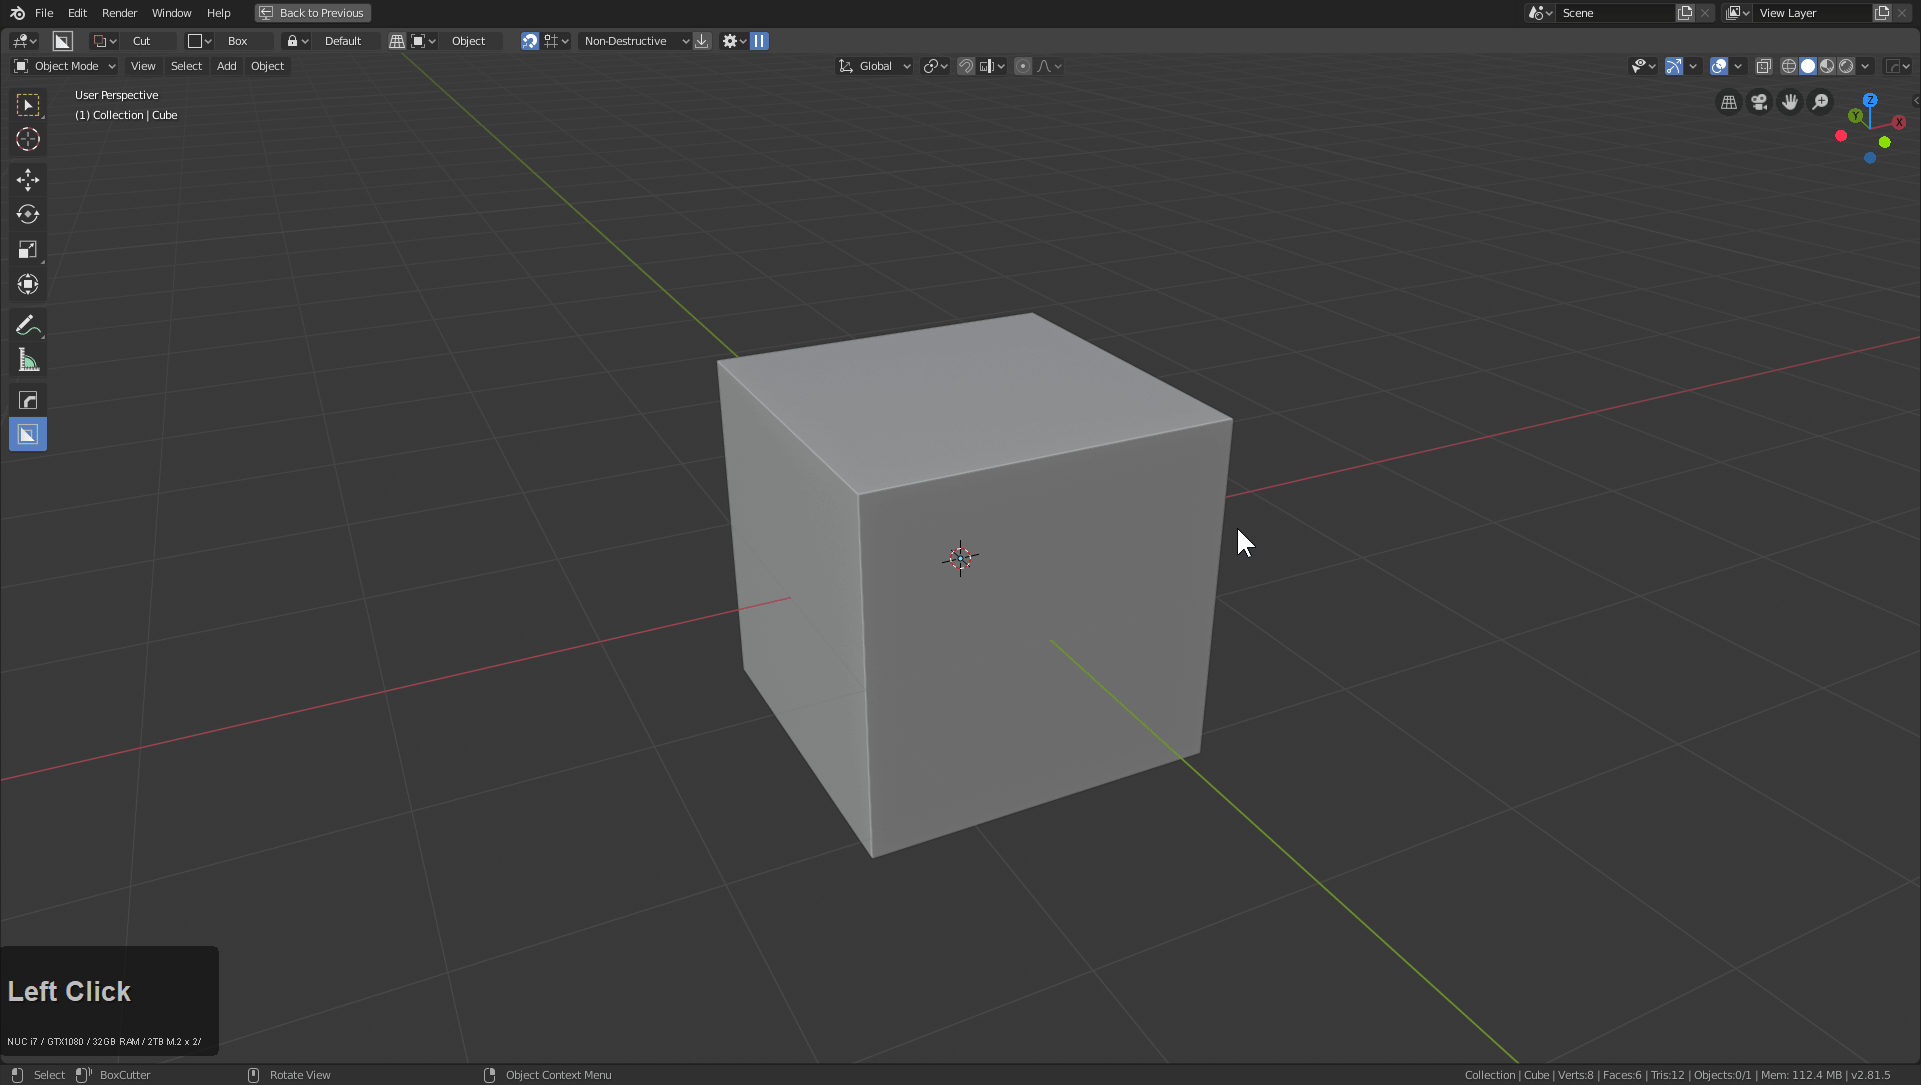 File Edit Render Window Help Back to Previous Scene View Layer
Cut Box Default Object Non-Destructive
Object Mode View Select Add Object Global
User Perspective
(1) Collection | Cube
Z
Y
X
Left Click
NUC i7 / GTX1080 / 32GB RAM / 2TB M.2 x 2/
Select BoxCutter Rotate View Object Context Menu Collection | Cube | Verts:8 | Faces:6 | Tris:12 | Objects:0/1 | Mem: 112.4 MB | v2.81.5